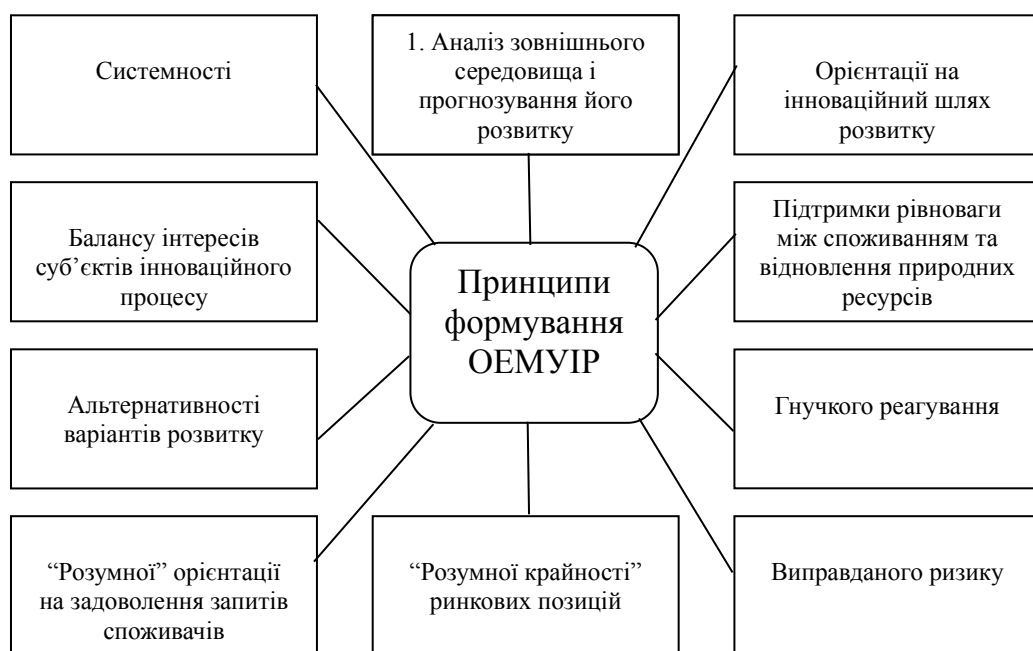 Системності
1. Аналіз зовнішнього
середовища і
прогнозування його
розвитку
Орієнтації на
інноваційний шлях
розвитку
Балансу інтересів
суб’єктів інноваційного
процесу
Принципи
формування
ОЕМУІР
Підтримки рівноваги
між споживанням та
відновлення природних
ресурсів
Альтернативності
варіантів розвитку
Гнучкого реагування
“Розумної” орієнтації
на задоволення запитів
споживачів
“Розумної крайності”
ринкових позицій
Виправданого ризику